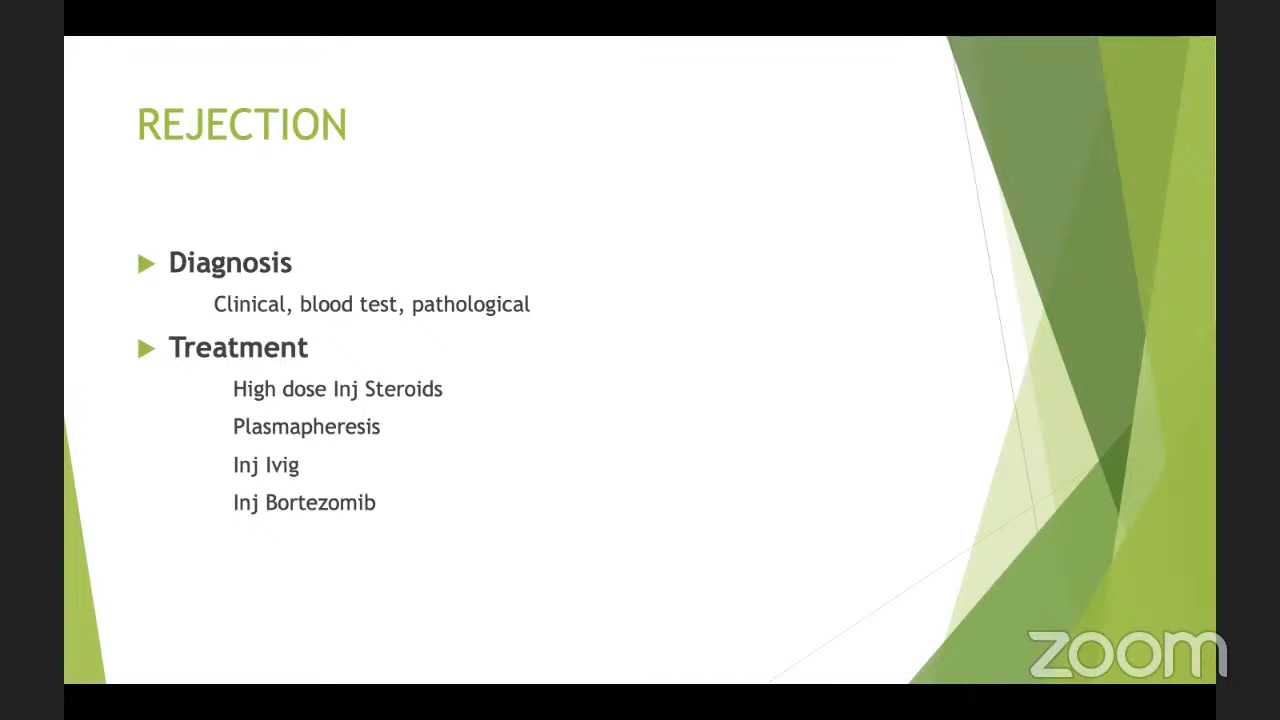 REJECTION
Diagnosis
Clinical, blood test, pathological
Treatment
High dose Inj Steroids
Plasmapheresis
Inj Ivig
Inj Bortezomib
zoom